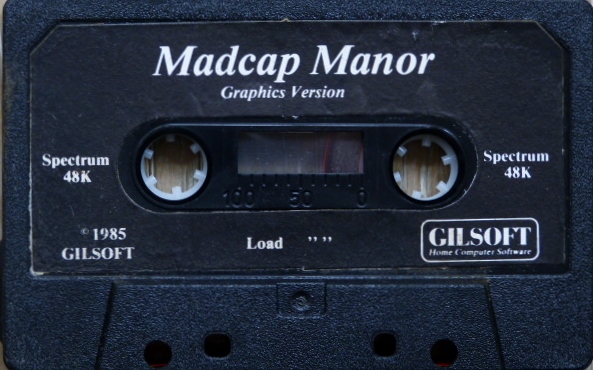 Madcap Manor
Graphics Version
Spectrum
48K
Spectrum
48K
100 50 0
© 1985
GILSOFT
Load ” ”
GILSOFT
Home Computer Software